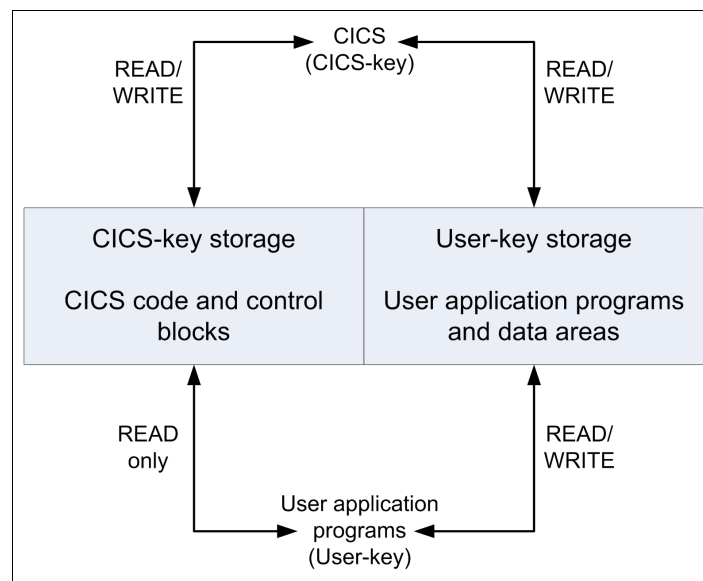 CICS
(CICS-key)
READ/
WRITE
READ/
WRITE
CICS-key storage
CICS code and control
blocks
User-key storage
User application programs
and data areas
READ
only
READ/
WRITE
User application
programs
(User-key)